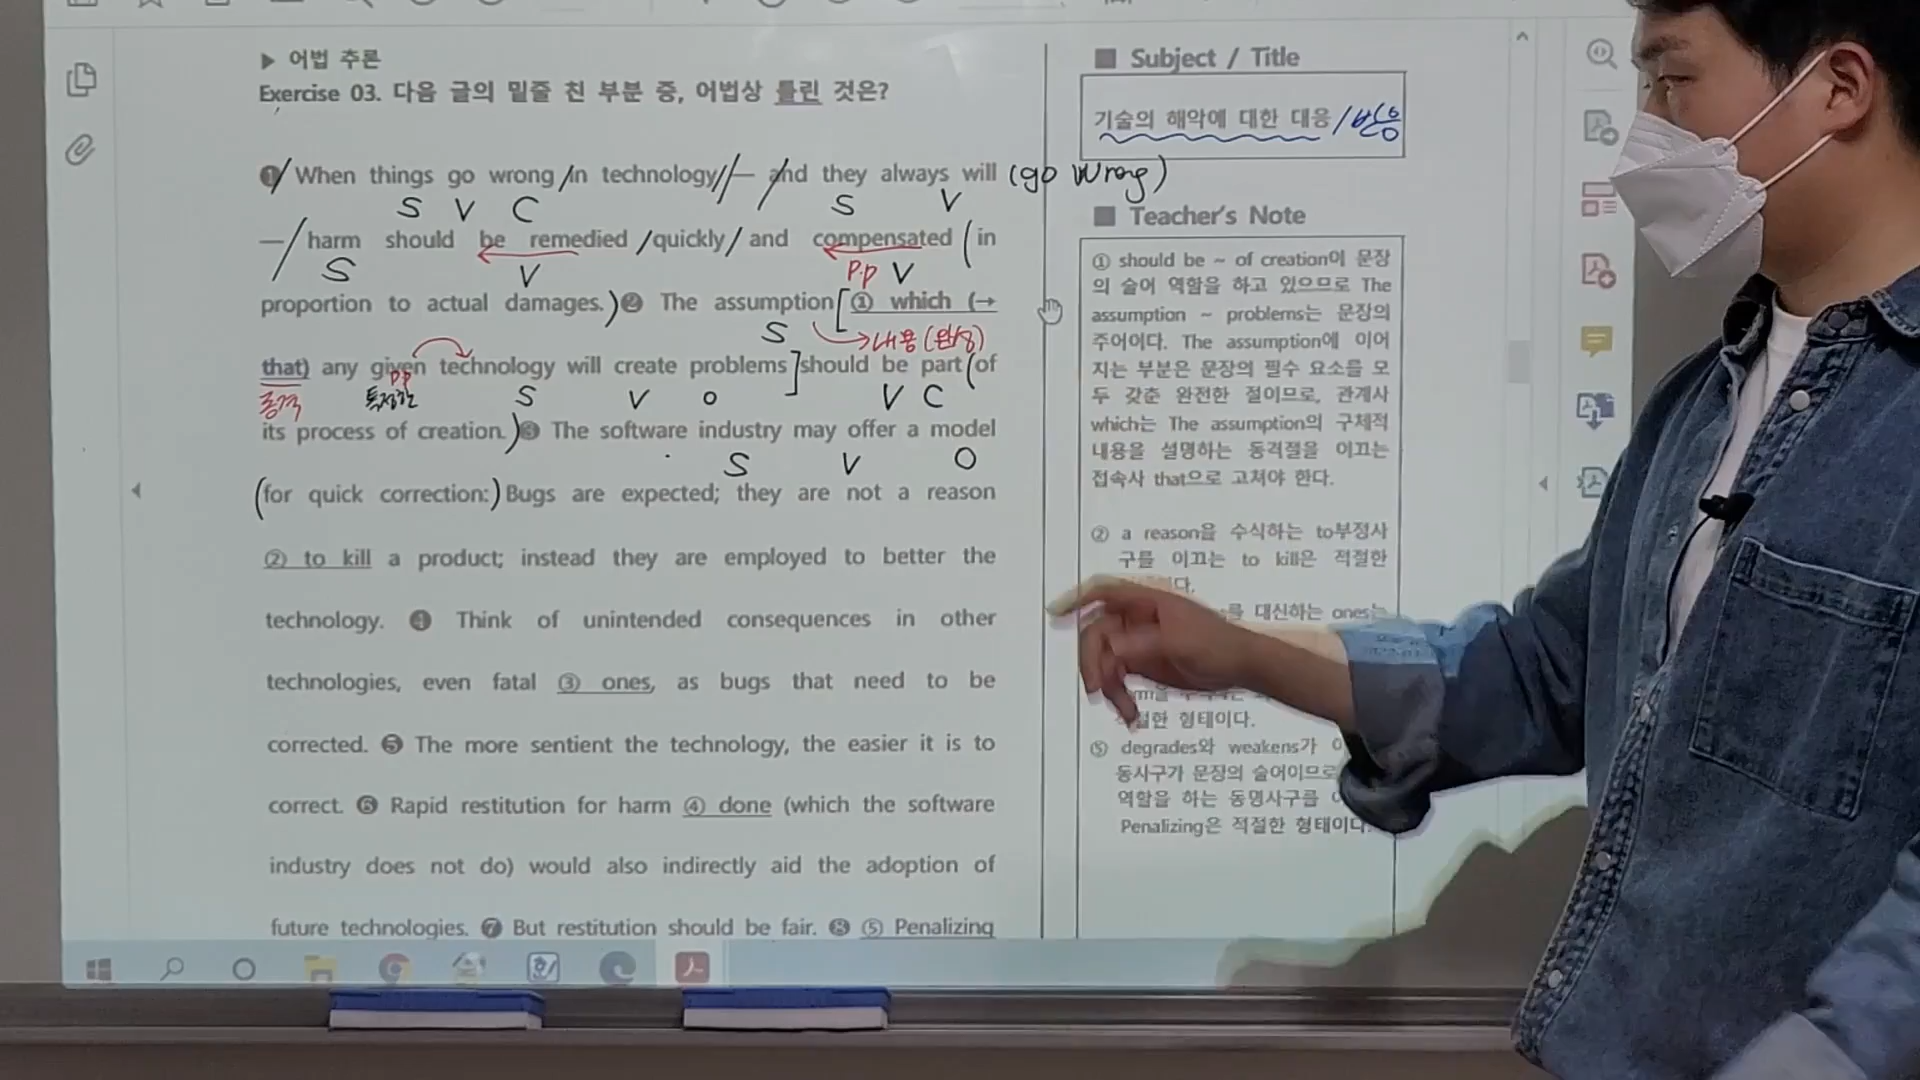 ▶ 어법 추론
Exercise 03. 다음 글의 밑줄 친 부분 중, 어법상 틀린 것은?
❶ When things go wrong in technology — and they always will (go wrong)
S V C S V
— harm should be remedied quickly and compensated (in
S V P.P V
proportion to actual damages.) ❷ The assumption [① which (→
S 내용(완성)
that) any given technology will create problems] should be part (of
동격 PP 특정한 S V O V C
its process of creation.) ❸ The software industry may offer a model
S V O
(for quick correction:) Bugs are expected; they are not a reason
② to kill a product; instead they are employed to better the
technology. ❹ Think of unintended consequences in other
technologies, even fatal ③ ones, as bugs that need to be
corrected. ❺ The more sentient the technology, the easier it is to
correct. ❻ Rapid restitution for harm ④ done (which the software
industry does not do) would also indirectly aid the adoption of
future technologies. ❼ But restitution should be fair. ❽ ⑤ Penalizing
■ Subject / Title
기술의 해악에 대한 대응 / 반응
■ Teacher's Note
① should be ~ of creation이 문장
의 술어 역할을 하고 있으므로 The
assumption ~ problems는 문장의
주어이다. The assumption에 이어
지는 부분은 문장의 필수 요소를 모
두 갖춘 완전한 절이므로, 관계사
which는 The assumption의 구체적
내용을 설명하는 동격절을 이끄는
접속사 that으로 고쳐야 한다.
② a reason을 수식하는 to부정사
구를 이끄는 to kill은 적절한
다.
를 대신하는 ones는
절한 형태이다.
⑤ degrades와 weakens가
동사구가 문장의 술어이므로
역할을 하는 동명사구를
Penalizing은 적절한 형태이다.